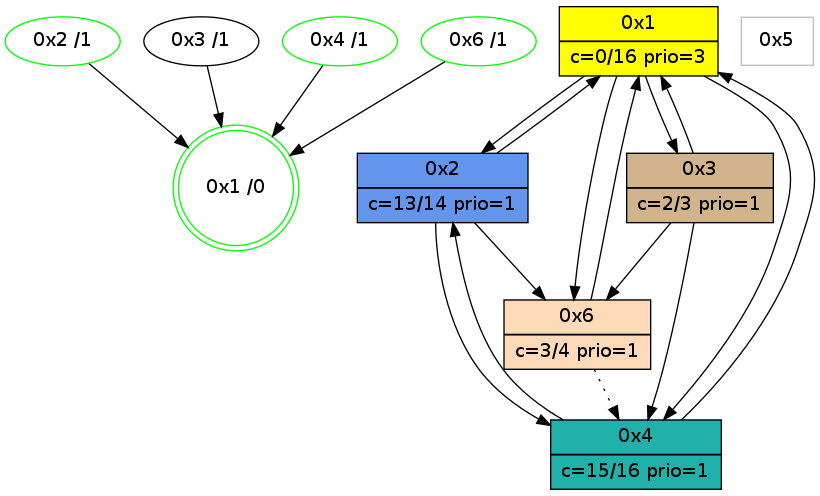 0x2 /1
0x3 /1
0x4 /1
0x6 /1
0x1
c=0/16 prio=3
0x5
0x1 /0
0x2
c=13/14 prio=1
0x3
c=2/3 prio=1
0x6
c=3/4 prio=1
0x4
c=15/16 prio=1